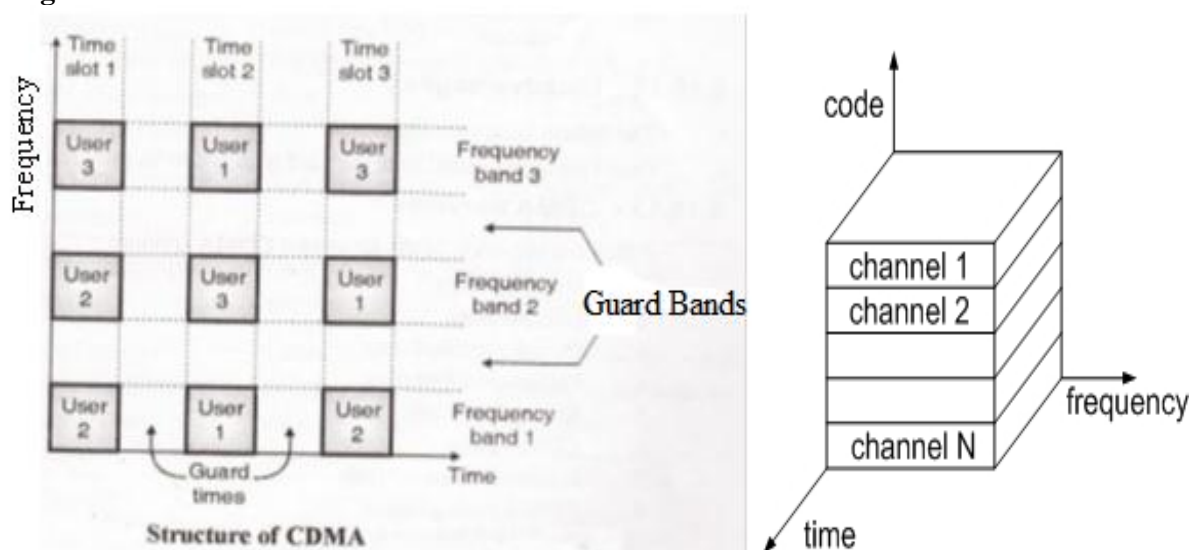 Frequency
Time
slot 1
Time
slot 2
Time
slot 3
User
3
User
1
User
3
Frequency
band 3
User
2
User
3
User
1
Frequency
band 2
Guard Bands
User
2
User
1
User
2
Frequency
band 1
Guard
times
Time
Structure of CDMA
code
channel 1
channel 2
channel N
frequency
time